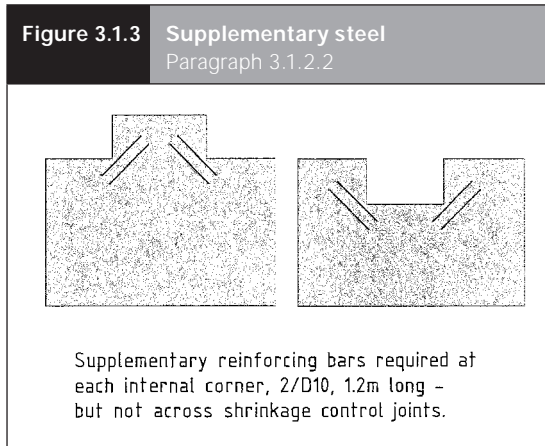 Figure 3.1.3 Supplementary steel
Paragraph 3.1.2.2
Supplementary reinforcing bars required at
each internal corner, 2/D10, 1.2m long -
but not across shrinkage control joints.